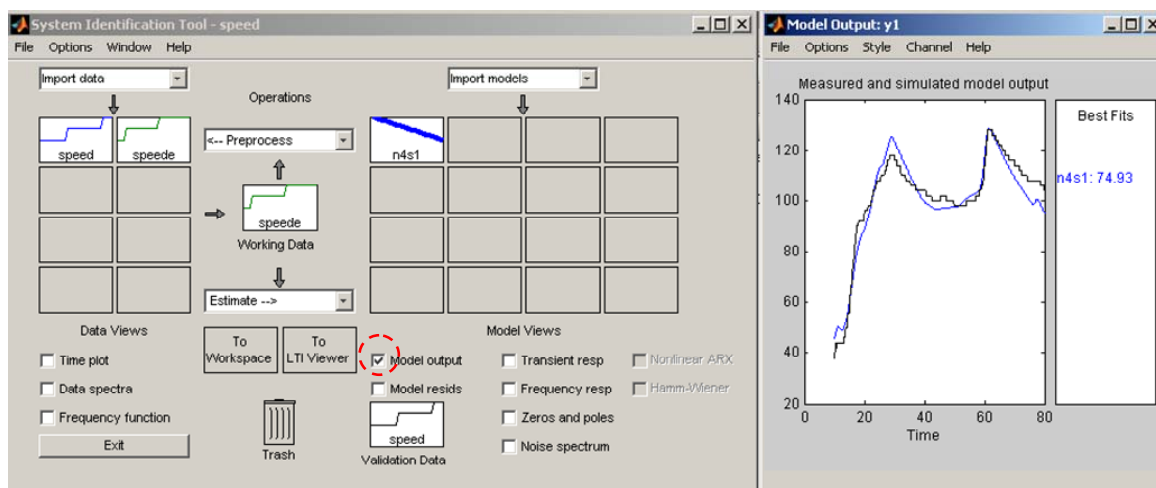 System Identification Tool - speed
File Options Window Help
Import data
Import models
Operations
speed
speede
<-- Preprocess
n4s1
speede
Working Data
Estimate -->
Data Views
To Workspace
To LTI Viewer
Model Views
Time plot
Data spectra
Frequency function
Exit
Trash
Model output
Model resids
speed
Validation Data
Transient resp
Frequency resp
Zeros and poles
Noise spectrum
Nonlinear ARX
Hamm-Wiener
Model Output: y1
File Options Style Channel Help
Measured and simulated model output
140
120
100
80
60
40
20
0 20 40 60 80
Time
Best Fits
n4s1: 74.93